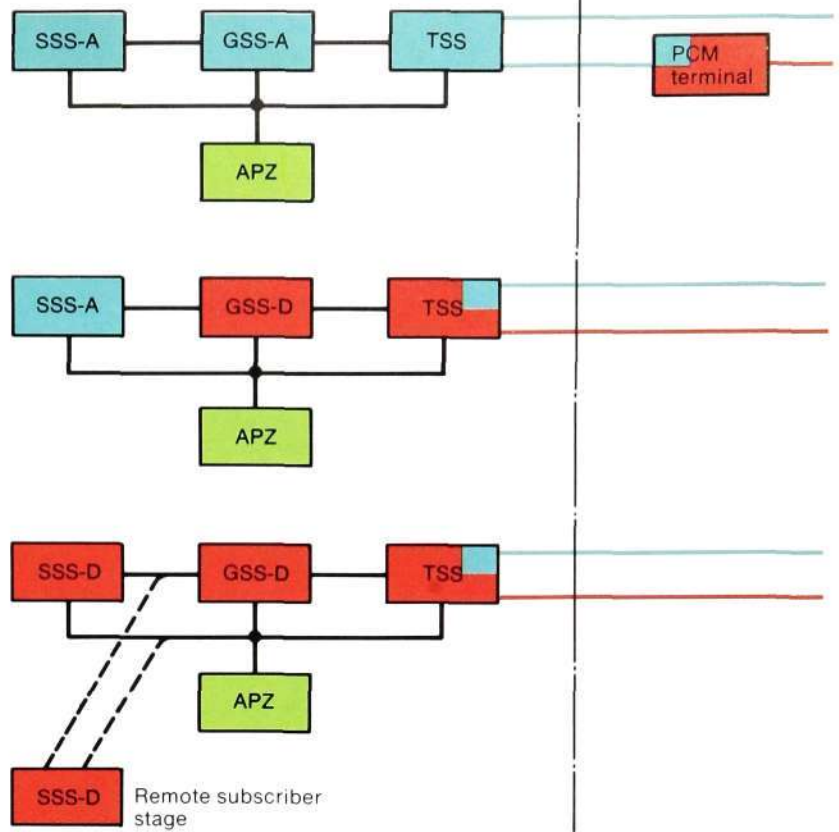 SSS-A
GSS-A
TSS
PCM
terminal
APZ
SSS-A
GSS-D
TSS
APZ
SSS-D
GSS-D
TSS
APZ
SSS-D
Remote subscriber
stage